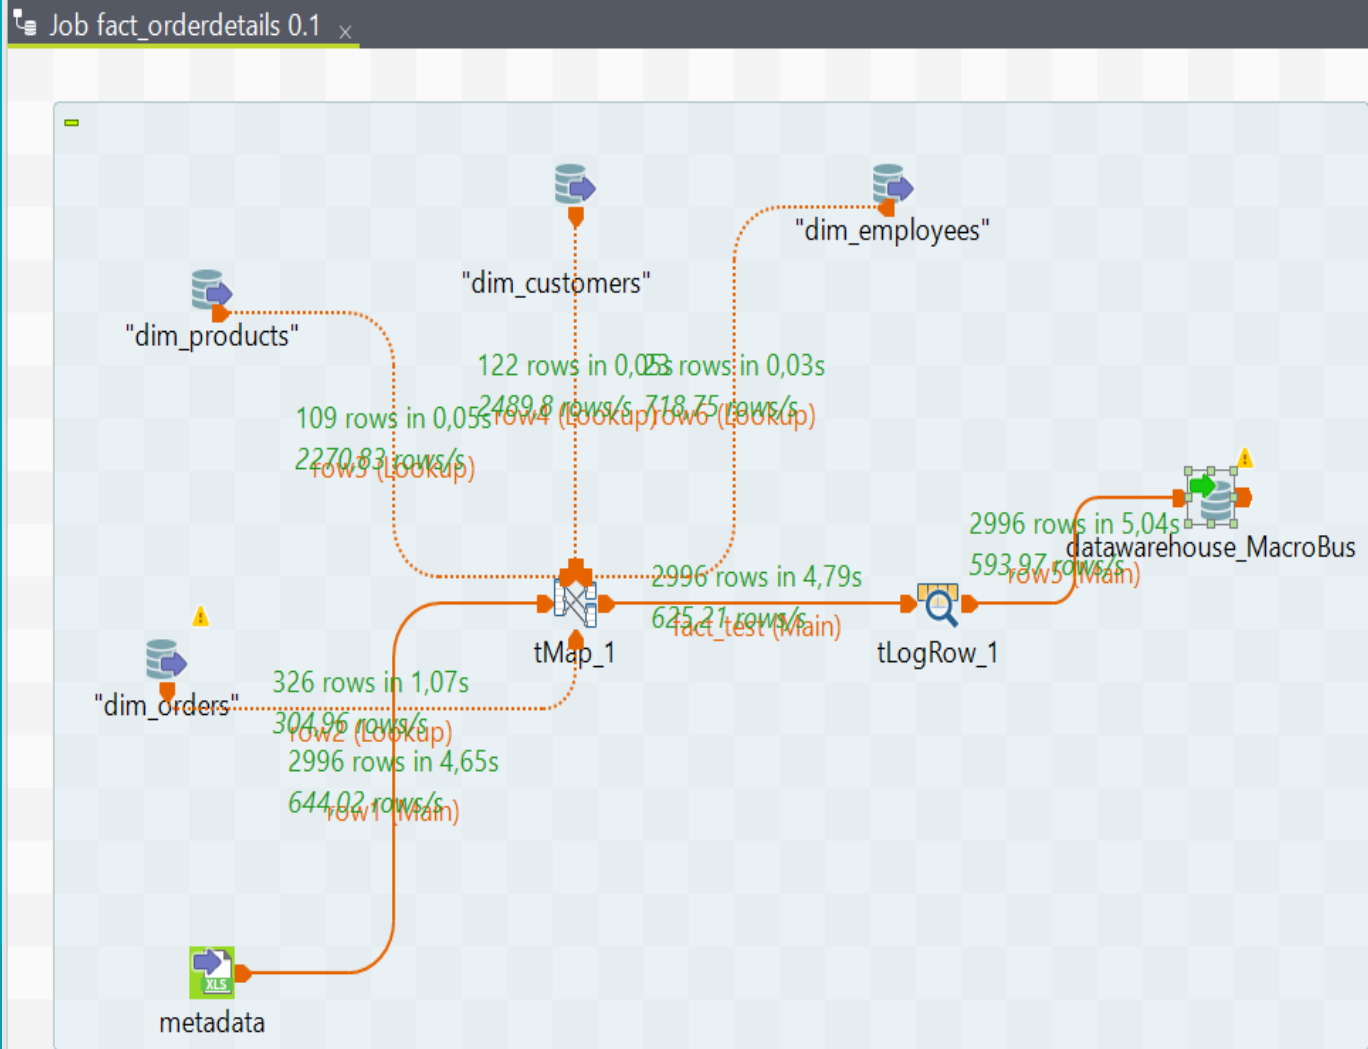 Job fact_orderdetails 0.1
"dim_employees"
"dim_customers"
"dim_products"
122 rows in 0,05s
rows in 0,03s
2489,8 rows/s
718,75 rows/s
row4 (Lookup)
row6 (Lookup)
109 rows in 0,05s
2270,83 rows/s
row3 (Lookup)
2996 rows in 5,04s
datawarehouse_MacroBus
593,97 rows/s
row5 (Main)
2996 rows in 4,79s
625,21 rows/s
fact_test (Main)
tMap_1
tLogRow_1
326 rows in 1,07s
"dim_orders"
304,96 rows/s
row2 (Lookup)
2996 rows in 4,65s
644,02 rows/s
row1 (Main)
XLS
metadata